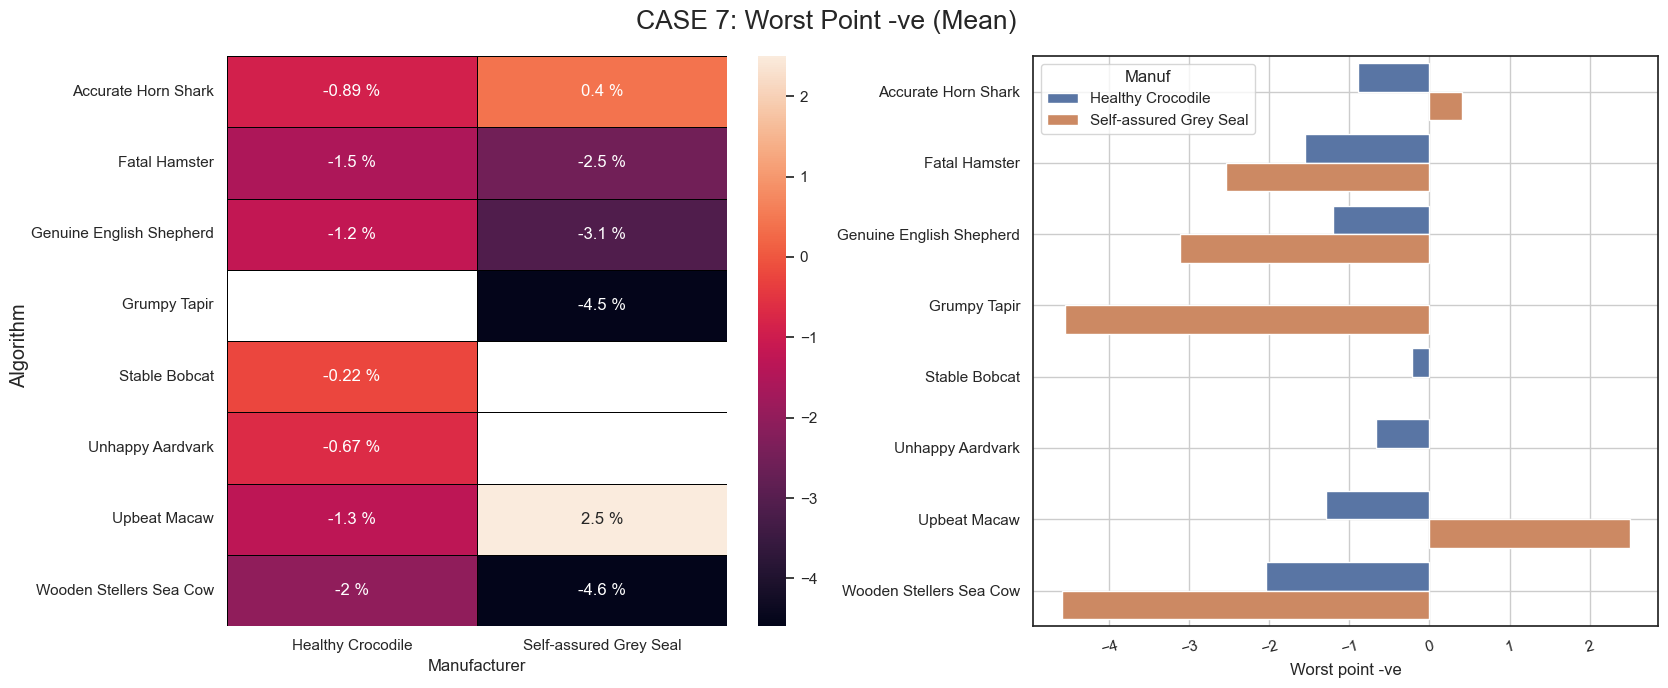 CASE 7: Worst Point -ve (Mean)
Algorithm
Accurate Horn Shark
Fatal Hamster
Genuine English Shepherd
Grumpy Tapir
Stable Bobcat
Unhappy Aardvark
Upbeat Macaw
Wooden Stellers Sea Cow
-0.89 % 0.4 %
-1.5 % -2.5 %
-1.2 % -3.1 %
-4.5 %
-0.22 %
-0.67 %
-1.3 % 2.5 %
-2 % -4.6 %
Healthy Crocodile Self-assured Grey Seal
Manufacturer
2
1
0
−1
−2
−3
−4
Manuf
Healthy Crocodile
Self-assured Grey Seal
Accurate Horn Shark
Fatal Hamster
Genuine English Shepherd
Grumpy Tapir
Stable Bobcat
Unhappy Aardvark
Upbeat Macaw
Wooden Stellers Sea Cow
−4 −3 −2 −1 0 1 2
Worst point -ve